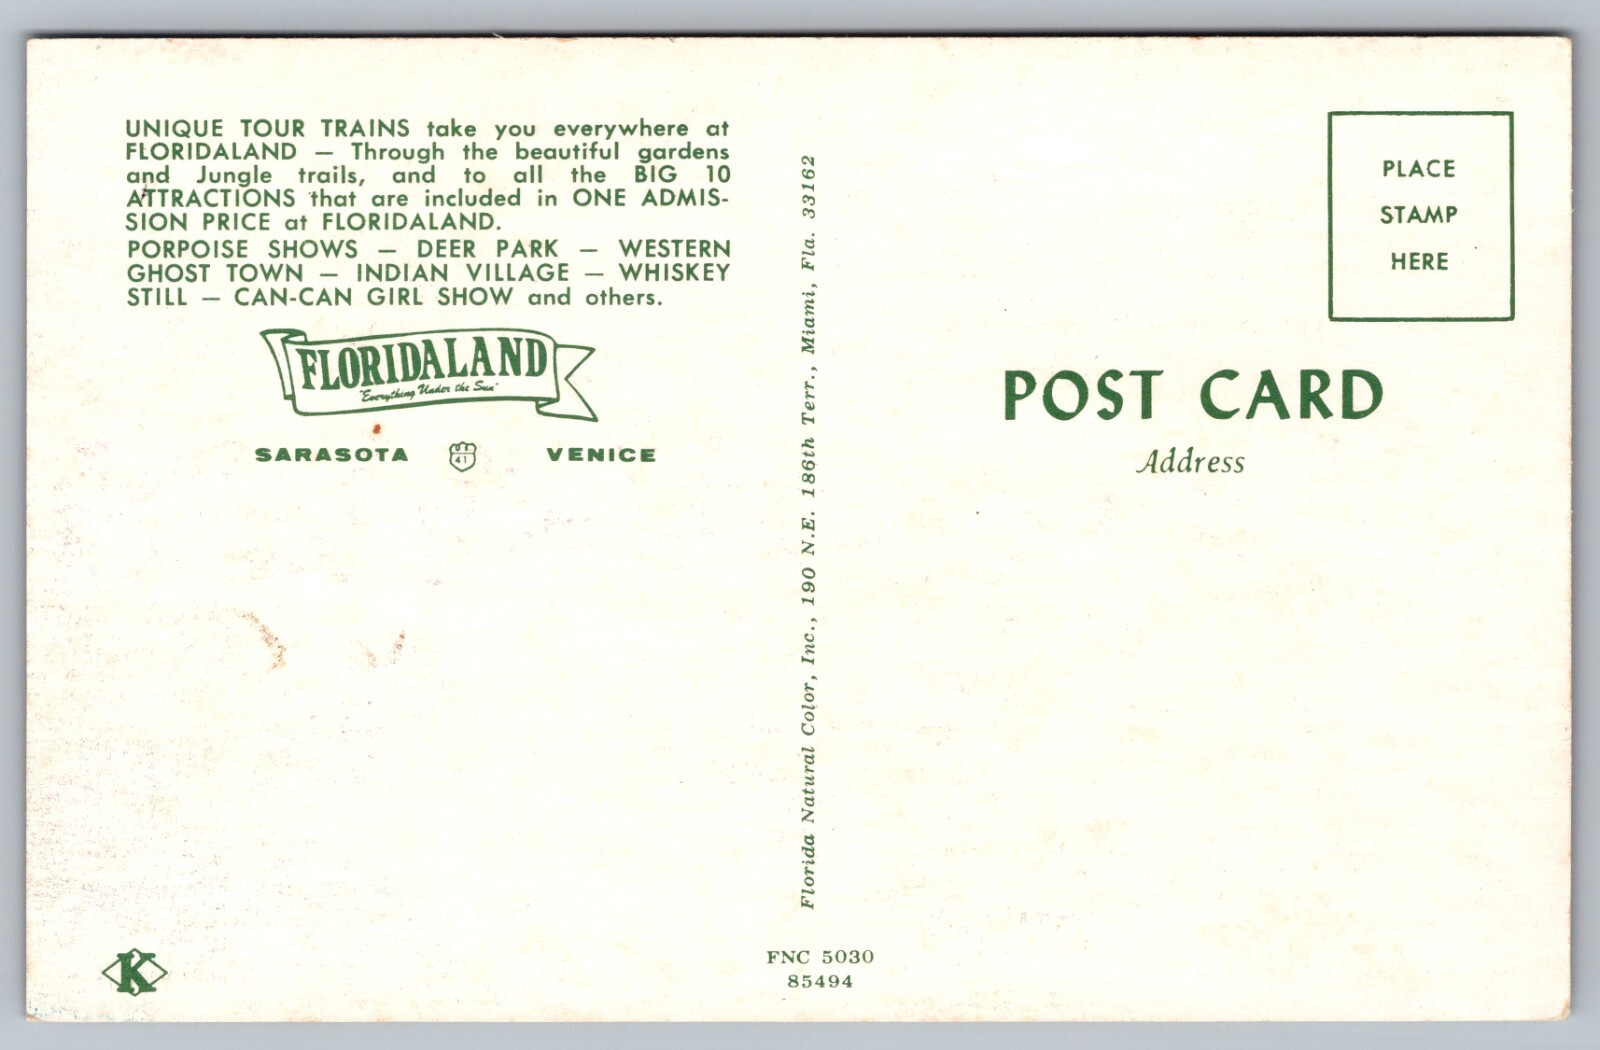 UNIQUE TOUR TRAINS take you everywhere at
FLORIDALAND — Through the beautiful gardens
and Jungle trails, and to all the BIG 10
ATTRACTIONS that are included in ONE ADMIS-
SION PRICE at FLORIDALAND.
PORPOISE SHOWS — DEER PARK — WESTERN
GHOST TOWN — INDIAN VILLAGE — WHISKEY
STILL — CAN-CAN GIRL SHOW and others.
FLORIDALAND
"Everything Under the Sun"
SARASOTA US 41 VENICE
K
Florida Natural Color, Inc., 190 N.E. 186th Terr., Miami, Fla. 33162
FNC 5030
85494
PLACE
STAMP
HERE
POST CARD
Address